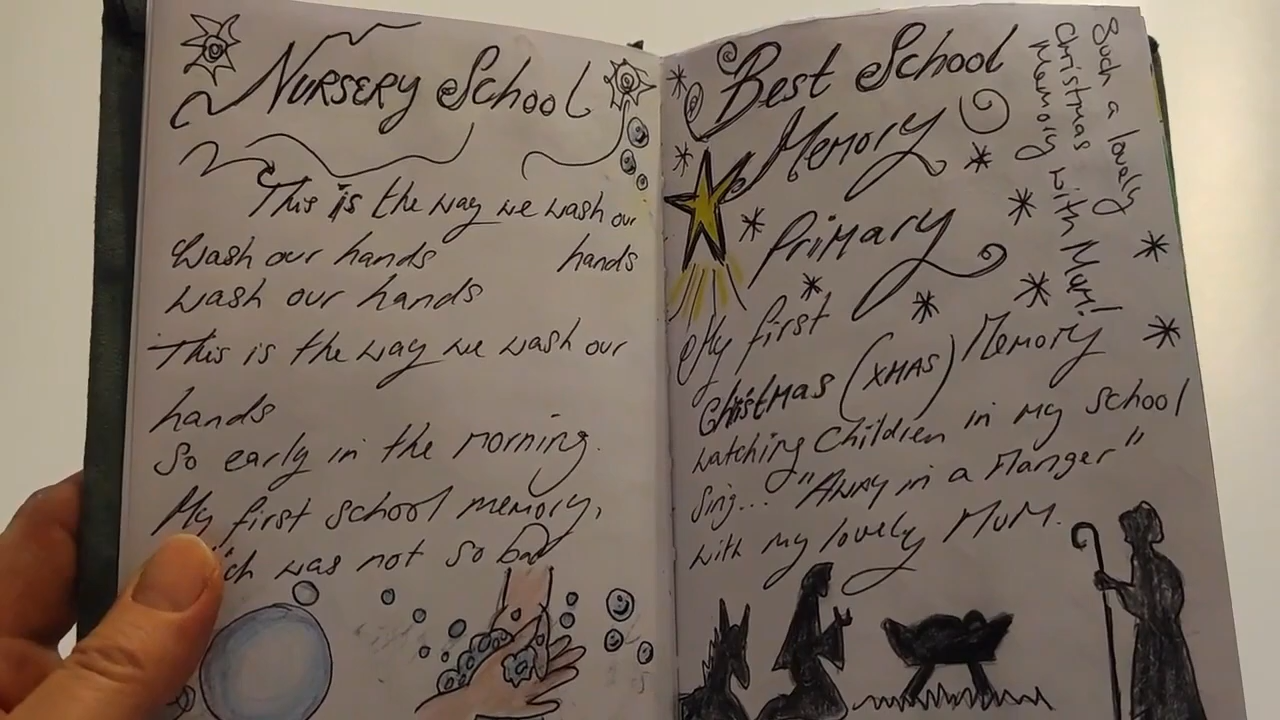 Nursery School
This is the way we wash our
wash our hands hands
wash our hands
This is the way we wash our
hands
So early in the morning.
My first school memory,
was not so bad
Best School
Memory
Primary
My first
Christmas (XMAS) Memory
watching Children in my school
Sing... "Away in a Manger"
with my lovely MuM.
Such a lovely
Christmas
Memory with Mum!